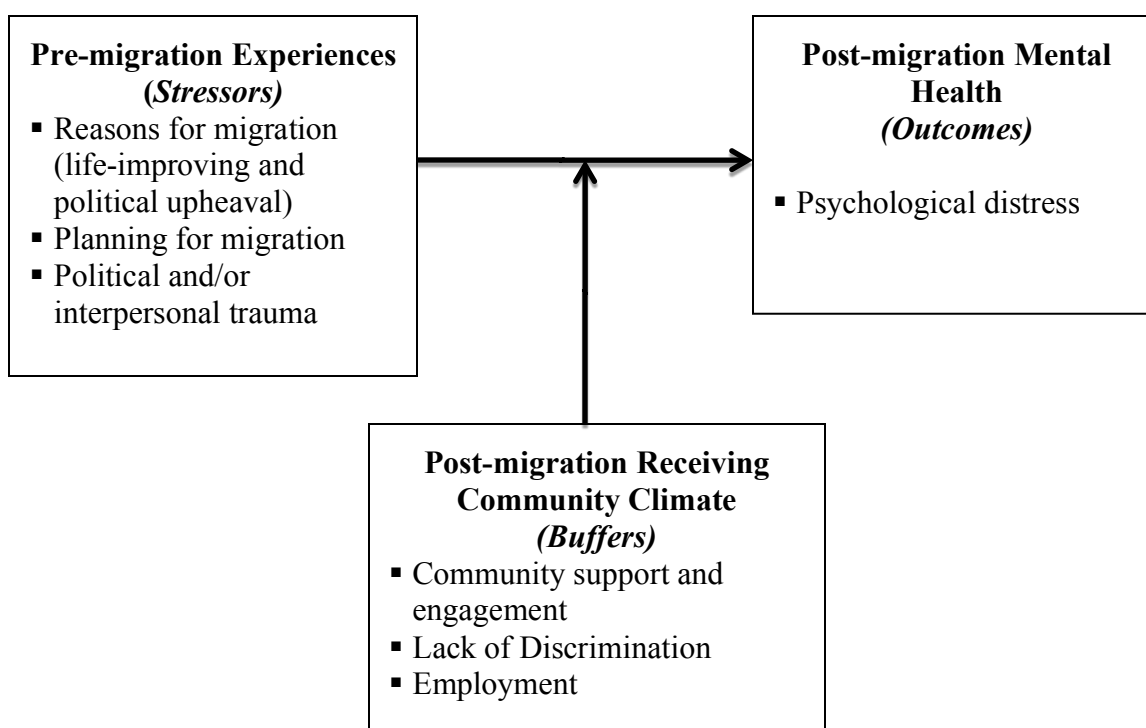 Pre-migration Experiences
(Stressors)
▪ Reasons for migration
(life-improving and
political upheaval)
▪ Planning for migration
▪ Political and/or
interpersonal trauma
Post-migration Mental
Health
(Outcomes)
▪ Psychological distress
Post-migration Receiving
Community Climate
(Buffers)
▪ Community support and
engagement
▪ Lack of Discrimination
▪ Employment